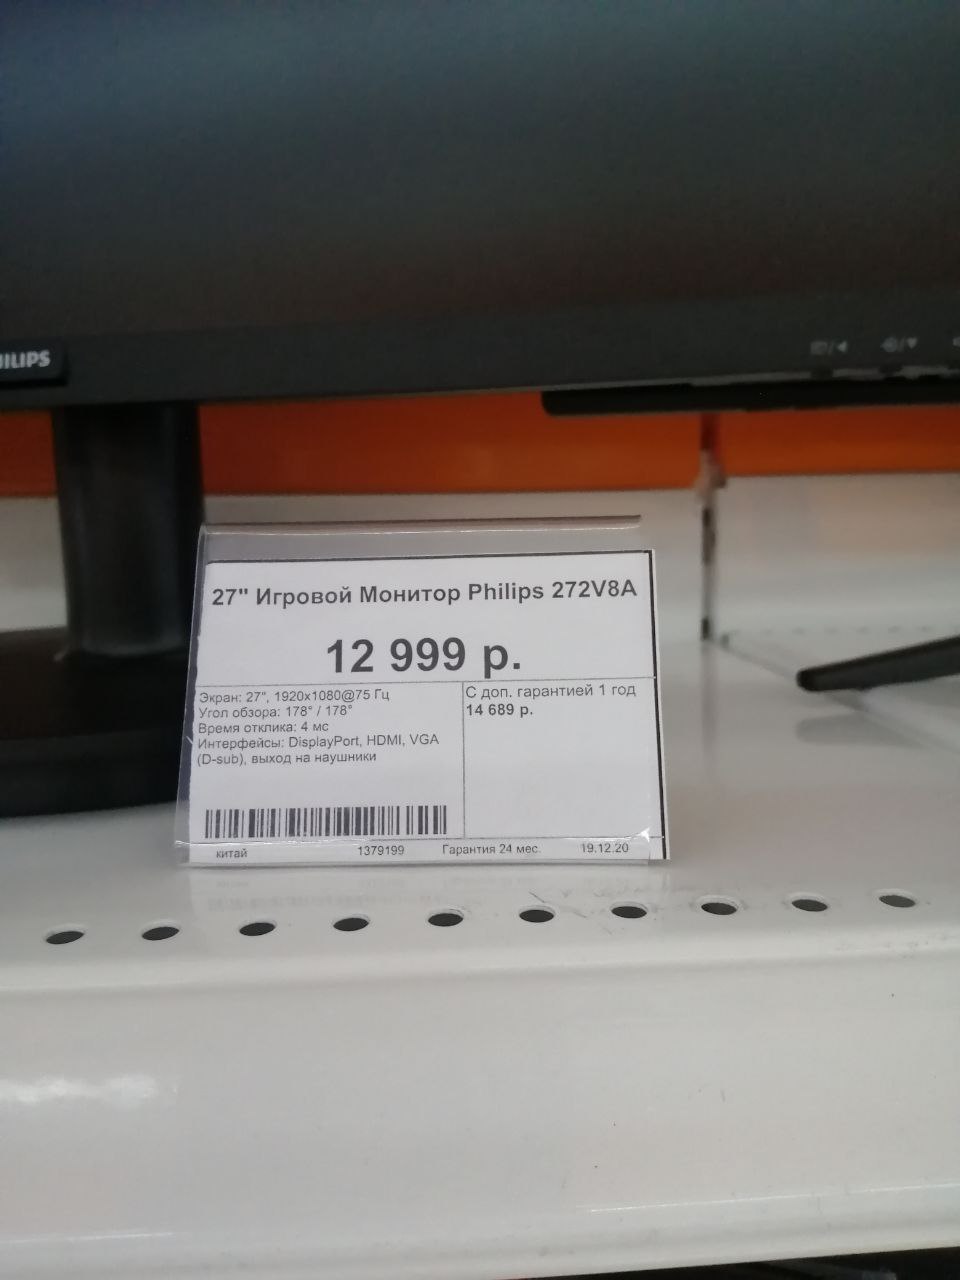 27" Игровой Монитор Philips 272V8A
12 999 р.
Экран: 27", 1920x1080@75 Гц
Угол обзора: 178° / 178°
Время отклика: 4 мс
Интерфейсы: DisplayPort, HDMI, VGA
(D-sub), выход на наушники
С доп. гарантией 1 год
14 689 р.
китай 1379199 Гарантия 24 мес. 19.12.20